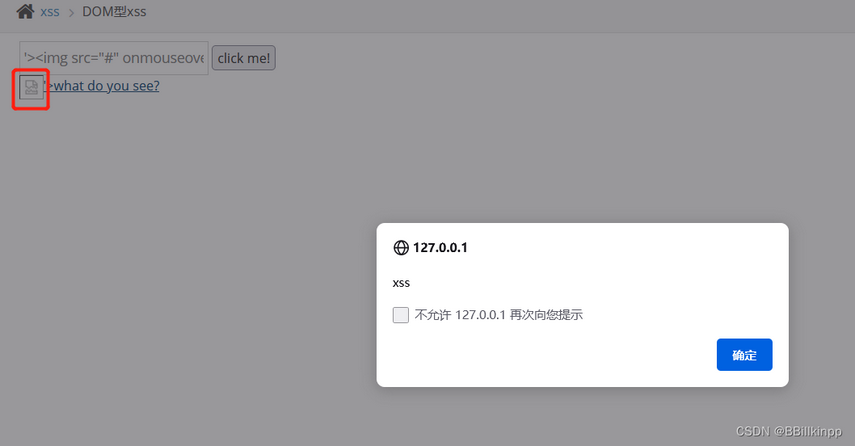 xss > DOM型xss
'><img src="#" onmouseove
click me!
'>what do you see?
127.0.0.1
xss
不允许 127.0.0.1 再次向您提示
确定
CSDN @BBillkinpp